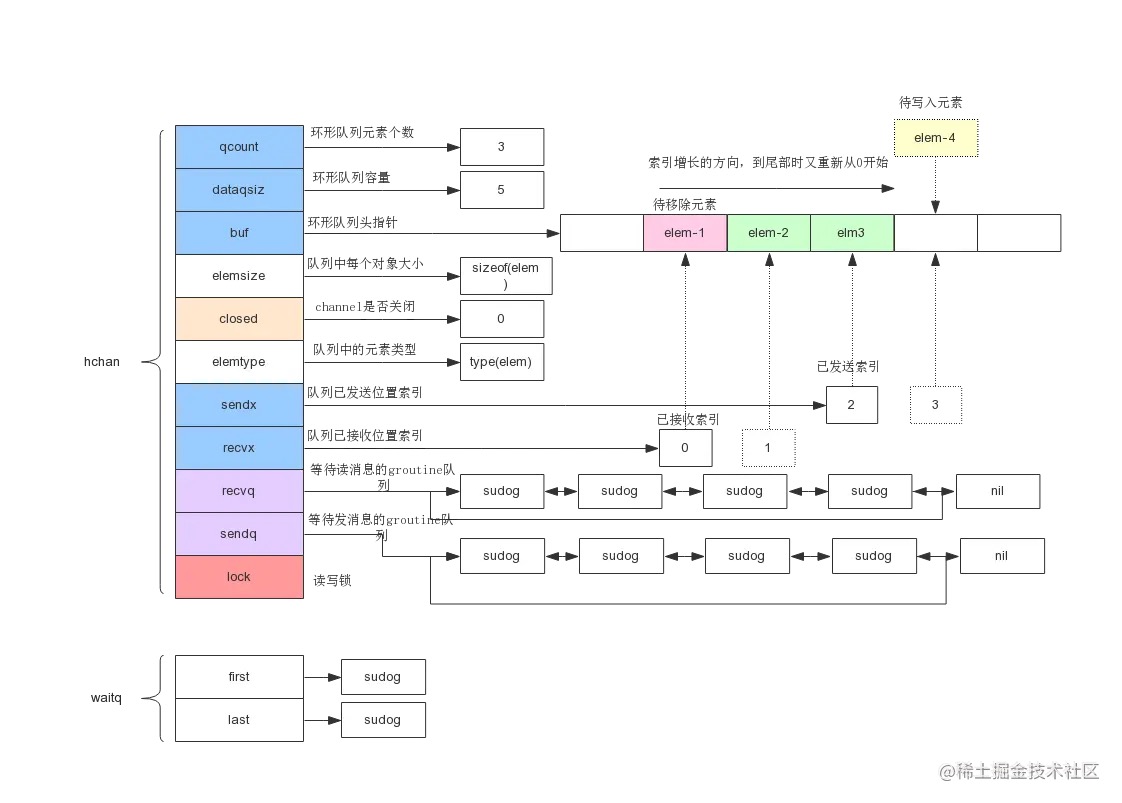 待写入元素
elem-4
qcount
环形队列元素个数
3
索引增长的方向，到尾部时又重新从0开始
dataqsiz
环形队列容量
5
待移除元素
buf
环形队列头指针
elem-1
elem-2
elm3
elemsize
队列中每个对象大小
sizeof(elem
)
closed
channel是否关闭
0
hchan
elemtype
队列中的元素类型
type(elem)
已发送索引
sendx
队列已发送位置索引
2
3
已接收索引
recvx
队列已接收位置索引
0
1
recvq
等待读消息的groutine队
列
sudog
sudog
sudog
sudog
nil
sendq
等待发消息的groutine队
列
sudog
sudog
sudog
sudog
nil
lock
读写锁
waitq
first
sudog
last
sudog
@稀土掘金技术社区